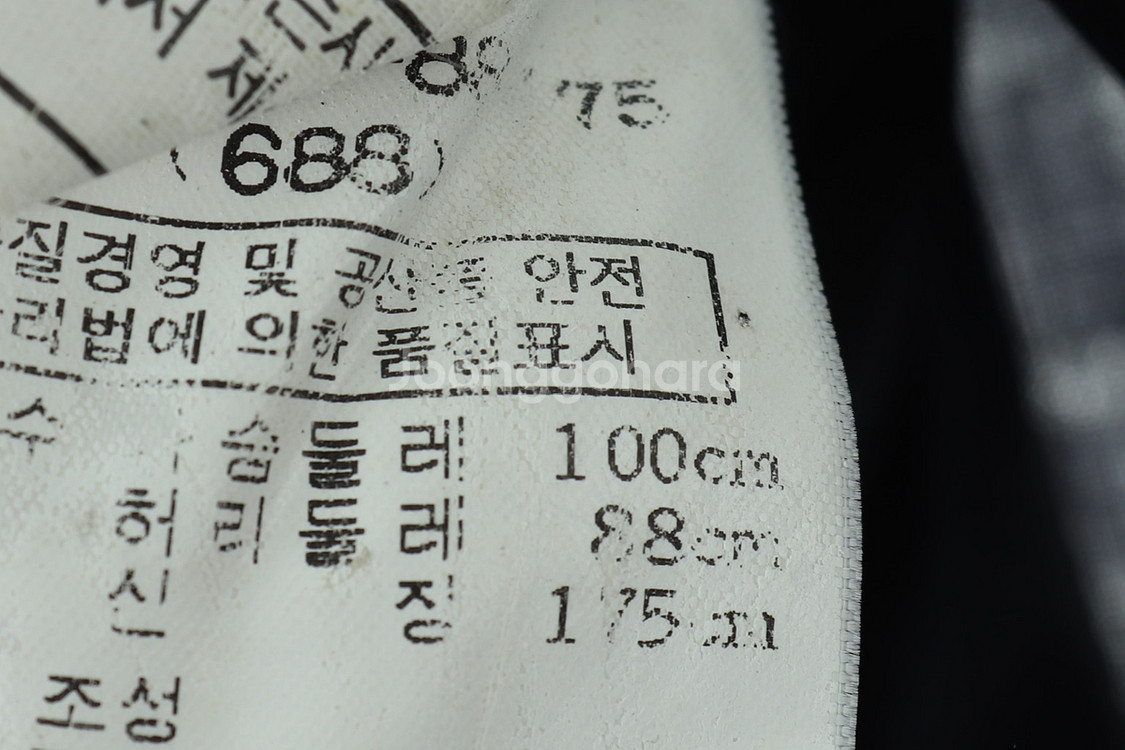 75
(688)
질경영 및 공산품 안전
리법에 의한 품질표시
joonggonara
수
가슴둘레 100cm
허리둘레 88cm
신장 175cm
조성